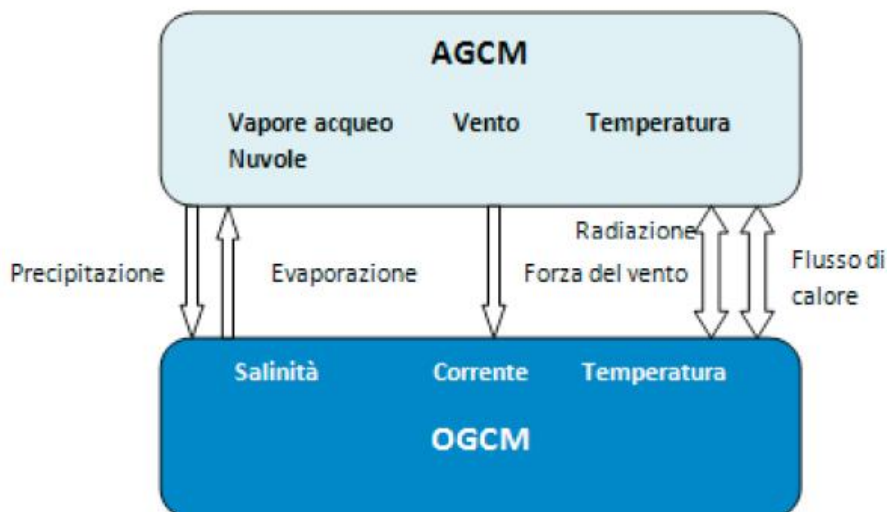 AGCM
Vapore acqueo Vento Temperatura
Nuvole
Radiazione
Precipitazione Evaporazione Forza del vento Flusso di
calore
Salinità Corrente Temperatura
OGCM